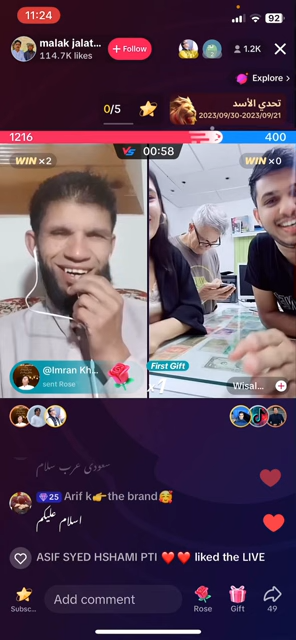 11:24
92
malak jalat...
114.7K likes
+ Follow
1.2K
Explore >
0/5
تحدي الأسد
2023/09/30-2023/09/21
1216
400
WIN ×2
VS 00:58
WIN ×0
@Imran Kh...
sent Rose
First Gift
Wisal...
سعودی عرب سلام
25 Arif k👉the brand🥰
اسلام علیکم
ASIF SYED HSHAMI PTI ❤️❤️ liked the LIVE
Subsc...
Add comment
Rose
Gift
49